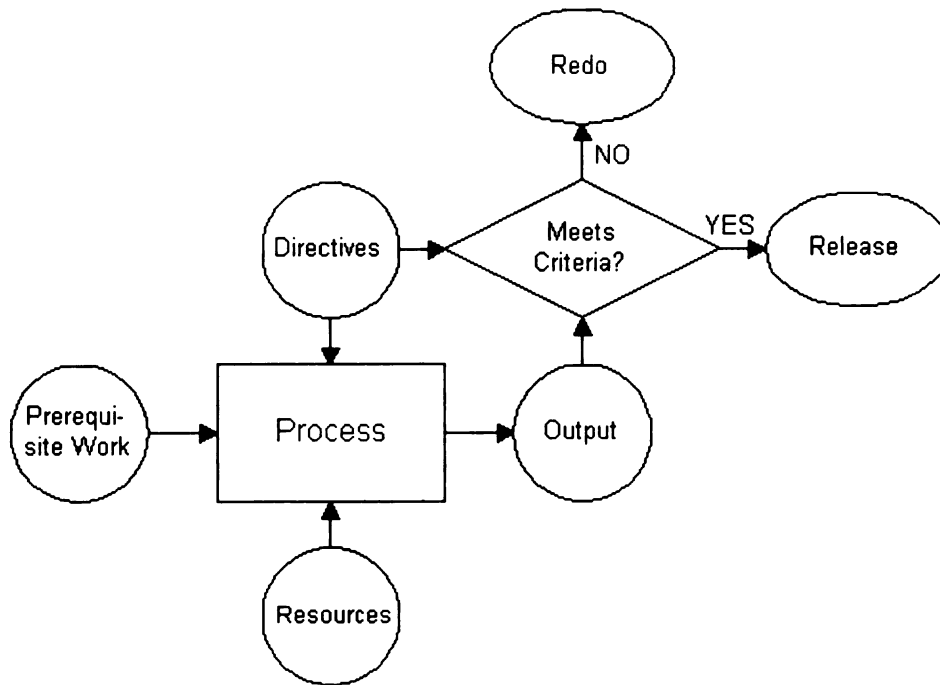 Redo
NO
Directives
Meets
Criteria?
YES
Release
Prerequi-
site Work
Process
Output
Resources